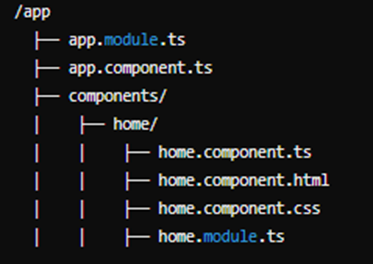 /app
├── app.module.ts
├── app.component.ts
├── components/
│   ├── home/
│   │   ├── home.component.ts
│   │   ├── home.component.html
│   │   ├── home.component.css
│   │   ├── home.module.ts